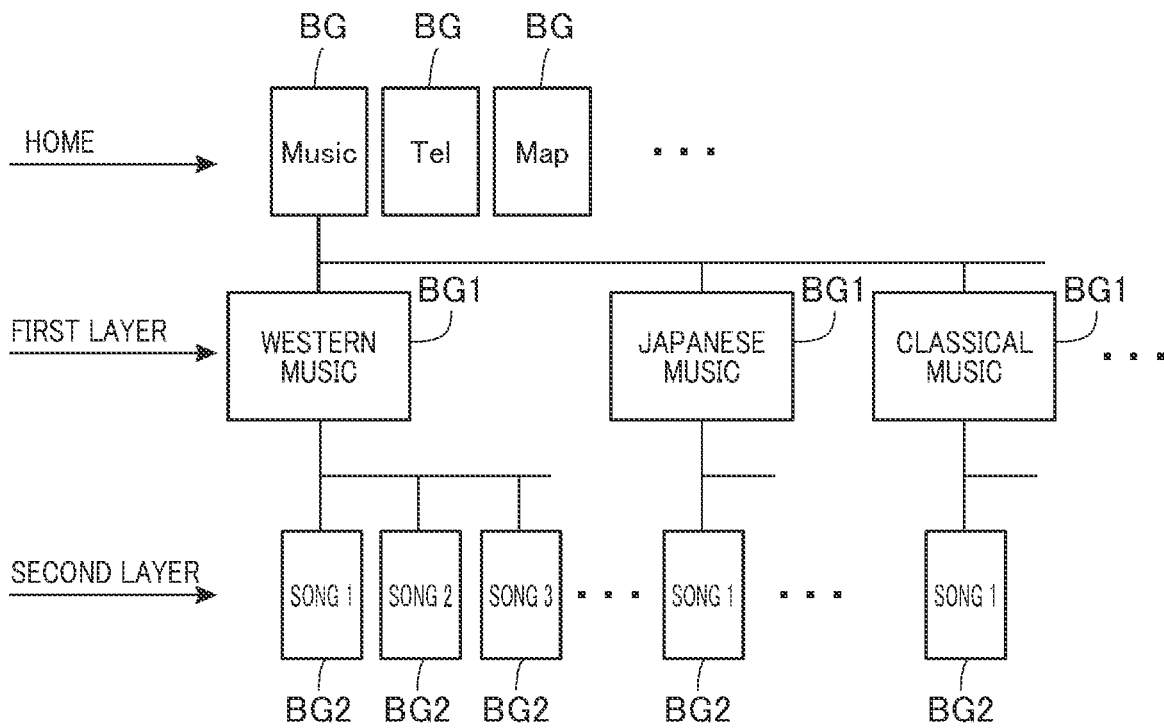 BG BG BG
HOME Music Tel Map
BG1 BG1 BG1
FIRST LAYER WESTERN JAPANESE CLASSICAL
MUSIC MUSIC MUSIC
SECOND LAYER SONG 1 SONG 2 SONG 3 SONG 1 SONG 1
BG2 BG2 BG2 BG2 BG2